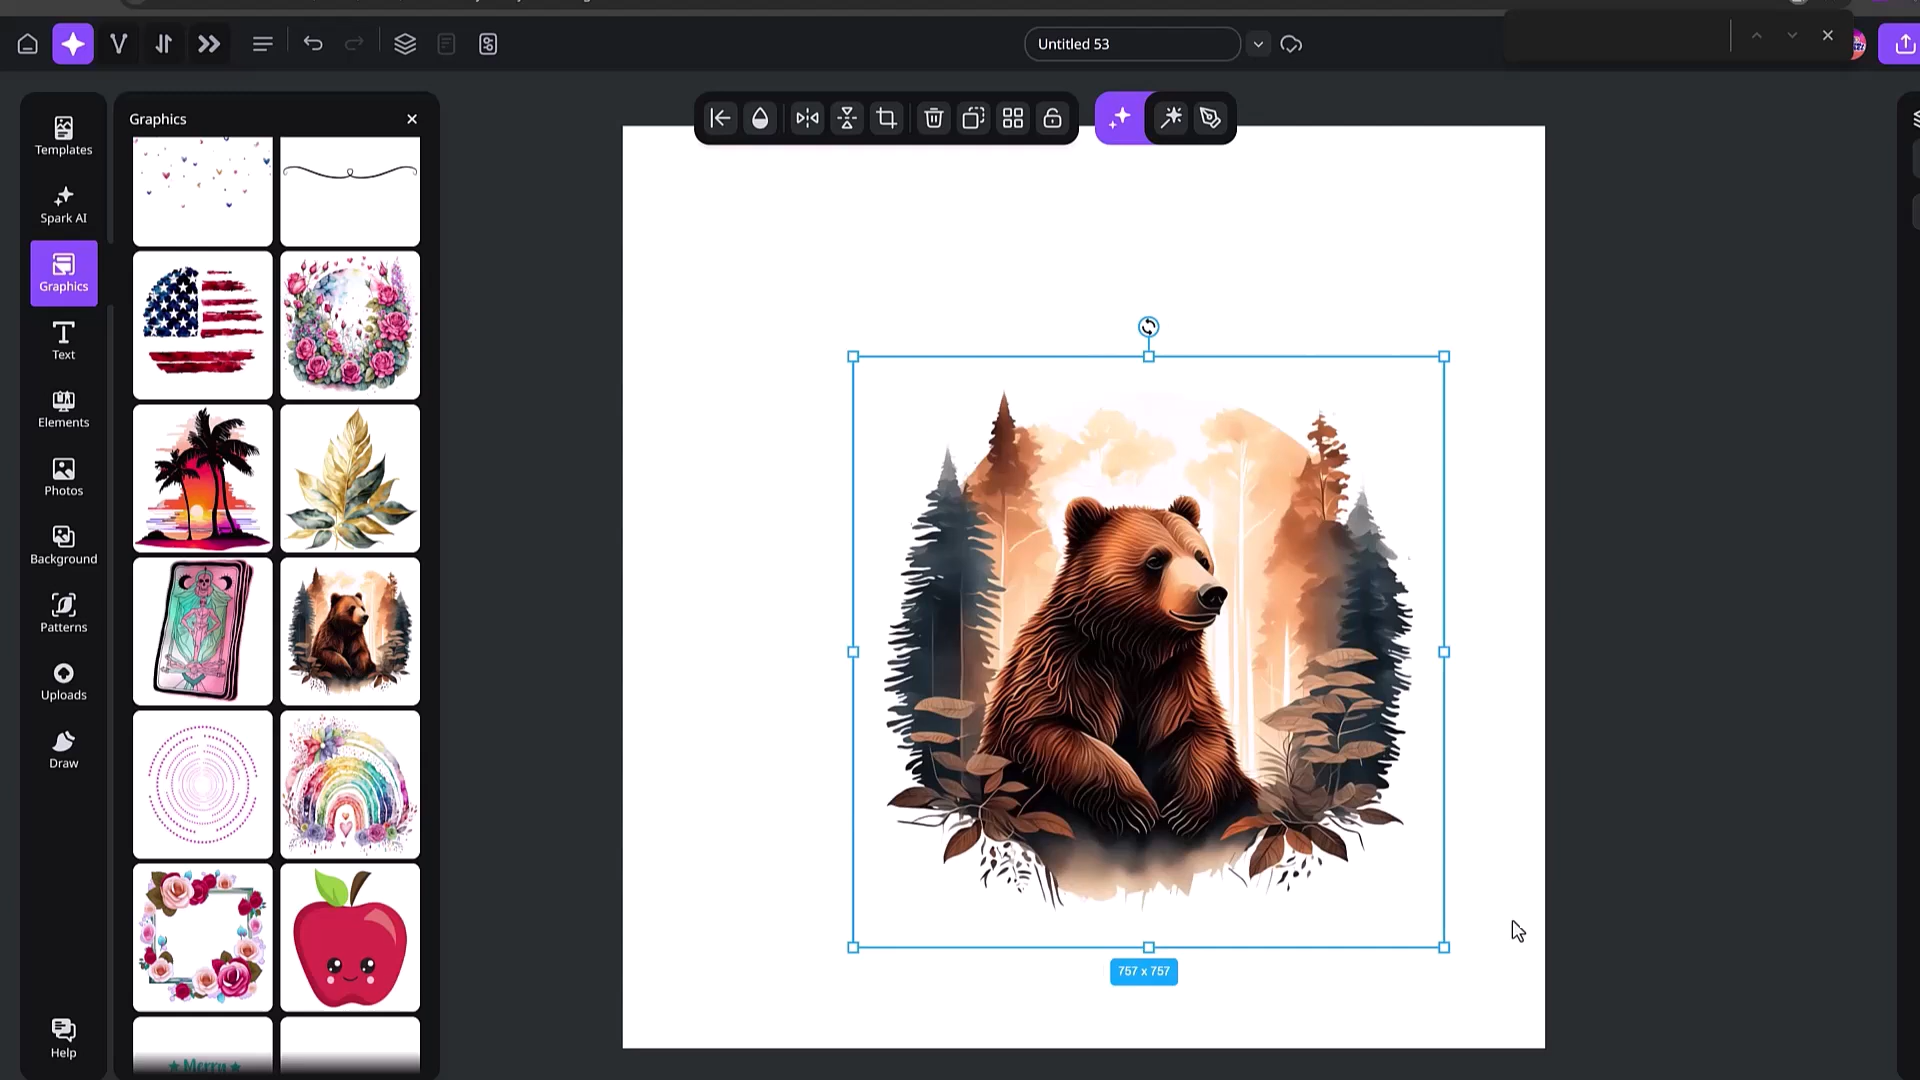 Untitled 53
Graphics
Templates
Spark AI
Graphics
Text
Elements
Photos
Background
Patterns
Uploads
Draw
Help
Merry
757 x 757